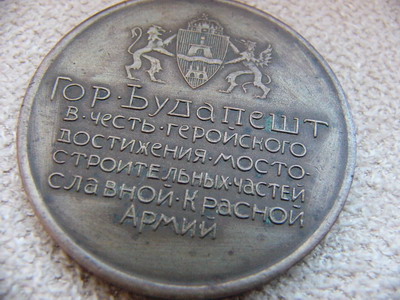 Гор·Будапешт
в·честь·геройского
достижения·мосто-
строительных·частей
славной·Красной
Армии